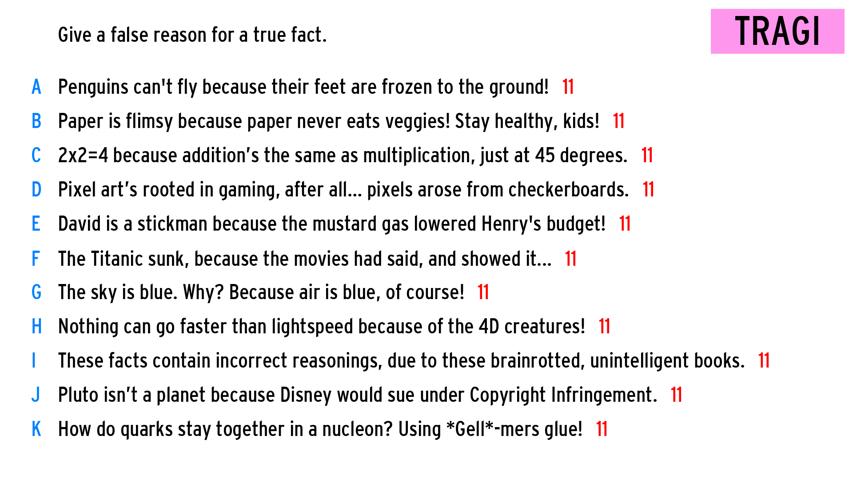 Give a false reason for a true fact.
TRAGI
A Penguins can't fly because their feet are frozen to the ground! 11
B Paper is flimsy because paper never eats veggies! Stay healthy, kids! 11
C 2x2=4 because addition’s the same as multiplication, just at 45 degrees. 11
D Pixel art’s rooted in gaming, after all... pixels arose from checkerboards. 11
E David is a stickman because the mustard gas lowered Henry's budget! 11
F The Titanic sunk, because the movies had said, and showed it... 11
G The sky is blue. Why? Because air is blue, of course! 11
H Nothing can go faster than lightspeed because of the 4D creatures! 11
I These facts contain incorrect reasonings, due to these brainrotted, unintelligent books. 11
J Pluto isn’t a planet because Disney would sue under Copyright Infringement. 11
K How do quarks stay together in a nucleon? Using *Gell*-mers glue! 11